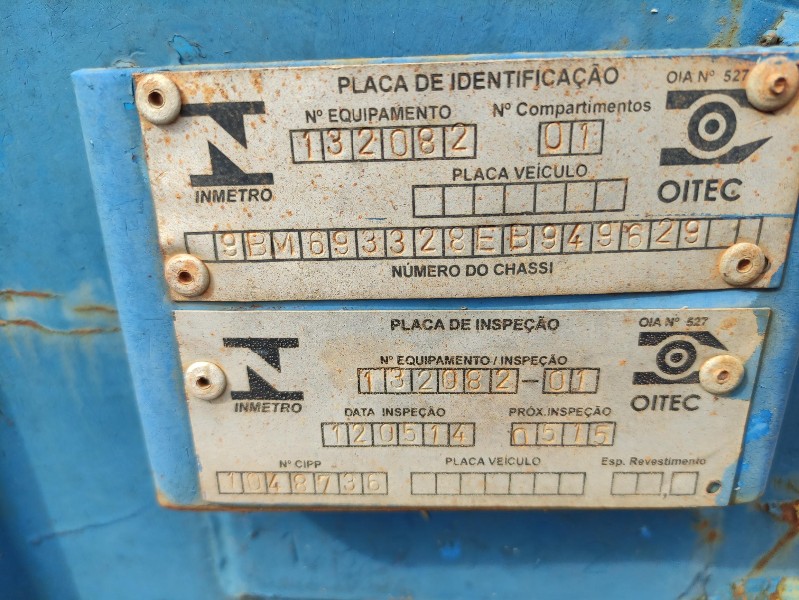 PLACA DE IDENTIFICAÇÃO
OIA Nº 527
Nº EQUIPAMENTO
Nº Compartimentos
132082
01
INMETRO
PLACA VEÍCULO
OITEC
9BM693328EB949629
NÚMERO DO CHASSI
PLACA DE INSPEÇÃO
OIA Nº 527
Nº EQUIPAMENTO / INSPEÇÃO
132082-01
INMETRO
OITEC
DATA INSPEÇÃO
PRÓX. INSPEÇÃO
120514
0515
Nº CIPP
PLACA VEÍCULO
Esp. Revestimento
1048736